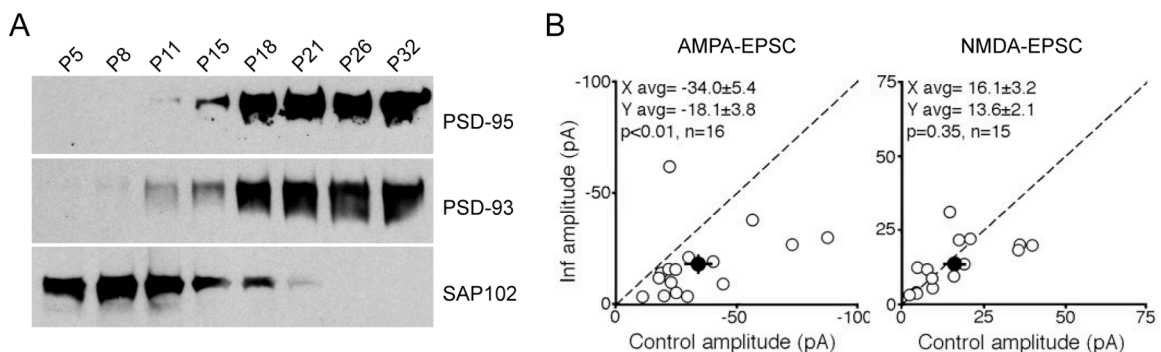 A
P5 P8 P11 P15 P18 P21 P26 P32
PSD-95
PSD-93
SAP102
B
AMPA-EPSC
Inf amplitude (pA)
-100
-50
0
X avg= -34.0±5.4
Y avg= -18.1±3.8
p<0.01, n=16
0 -50 -100
Control amplitude (pA)
NMDA-EPSC
75
50
25
0
X avg= 16.1±3.2
Y avg= 13.6±2.1
p=0.35, n=15
0 25 75
Control amplitude (pA)